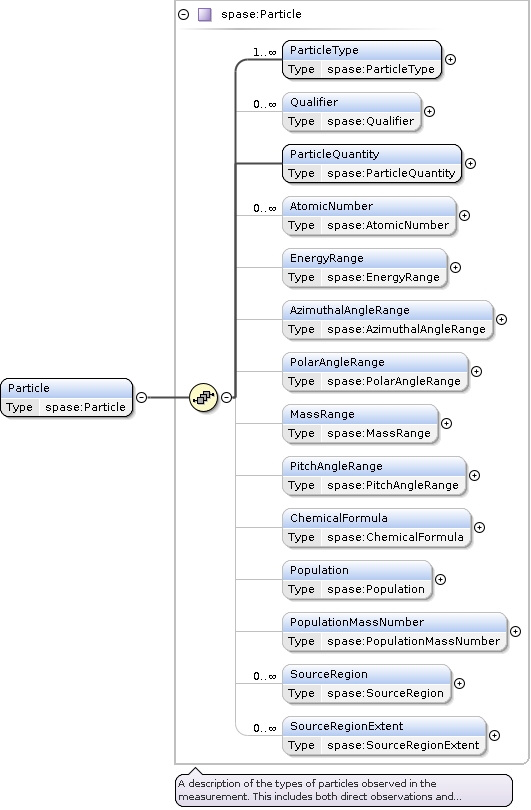 spase:Particle
1..∞
ParticleType
Type spase:ParticleType
0..∞
Qualifier
Type spase:Qualifier
ParticleQuantity
Type spase:ParticleQuantity
0..∞
AtomicNumber
Type spase:AtomicNumber
EnergyRange
Type spase:EnergyRange
AzimuthalAngleRange
Type spase:AzimuthalAngleRange
PolarAngleRange
Type spase:PolarAngleRange
Particle
Type spase:Particle
MassRange
Type spase:MassRange
PitchAngleRange
Type spase:PitchAngleRange
ChemicalFormula
Type spase:ChemicalFormula
Population
Type spase:Population
PopulationMassNumber
Type spase:PopulationMassNumber
0..∞
SourceRegion
Type spase:SourceRegion
0..∞
SourceRegionExtent
Type spase:SourceRegionExtent
A description of the types of particles observed in the
measurement. This includes both direct observations and...